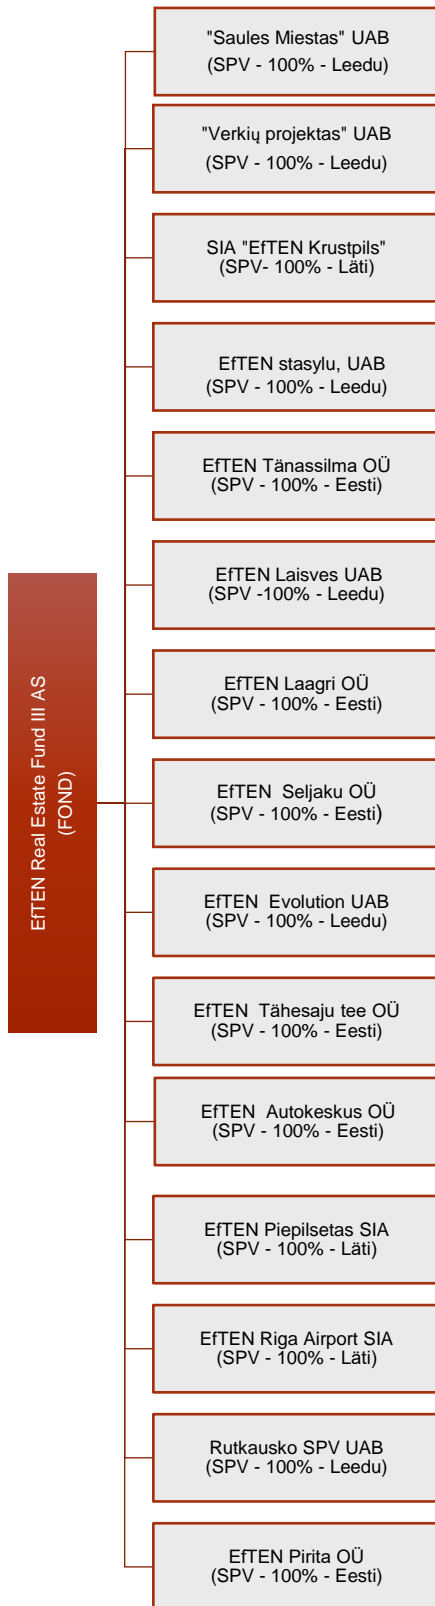 "Saules Miestas" UAB
(SPV - 100% - Leedu)
"Verkių projektas" UAB
(SPV - 100% - Leedu)
SIA "EfTEN Krustpils"
(SPV- 100% - Läti)
EfTEN stasylu, UAB
(SPV - 100% - Leedu)
EfTEN Tänassilma OÜ
(SPV - 100% - Eesti)
EfTEN Laisves UAB
(SPV -100% - Leedu)
EfTEN Laagri OÜ
(SPV - 100% - Eesti)
EfTEN Real Estate Fund III AS
(FOND)
EfTEN Seljaku OÜ
(SPV - 100% - Eesti)
EfTEN Evolution UAB
(SPV - 100% - Leedu)
EfTEN Tähesaju tee OÜ
(SPV - 100% - Eesti)
EfTEN Autokeskus OÜ
(SPV - 100% - Eesti)
EfTEN Piepilsetas SIA
(SPV - 100% - Läti)
EfTEN Riga Airport SIA
(SPV - 100% - Läti)
Rutkausko SPV UAB
(SPV - 100% - Leedu)
EfTEN Pirita OÜ
(SPV - 100% - Eesti)